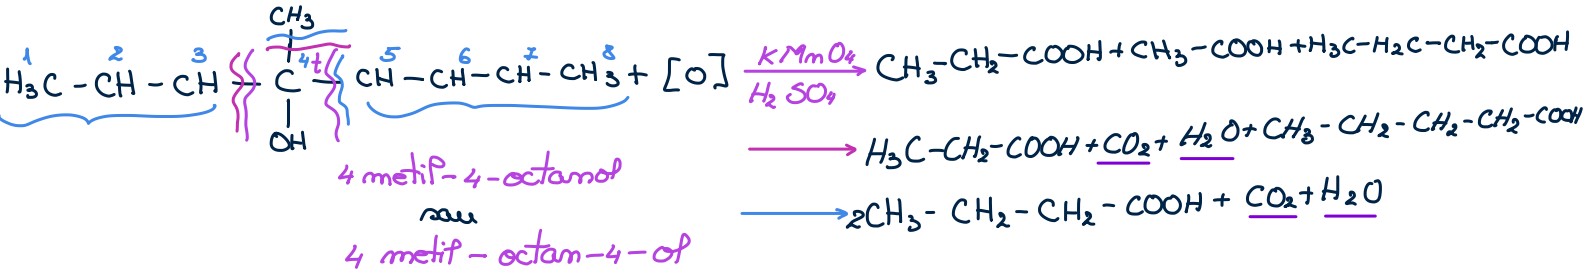 CH₃
1 2 3 4t 5 6 7 8
H₃C - CH - CH - C - CH - CH - CH - CH₃ + [O] KMnO₄ CH₃-CH₂-COOH + CH₃-COOH + H₃C-H₂C-CH₂-COOH
H₂SO₄
OH
H₃C-CH₂-COOH + CO₂ + H₂O + CH₃-CH₂-CH₂-CH₂-COOH
4 metil-4-octanol
2CH₃-CH₂-CH₂-COOH + CO₂ + H₂O
sau
4 metil-octan-4-ol